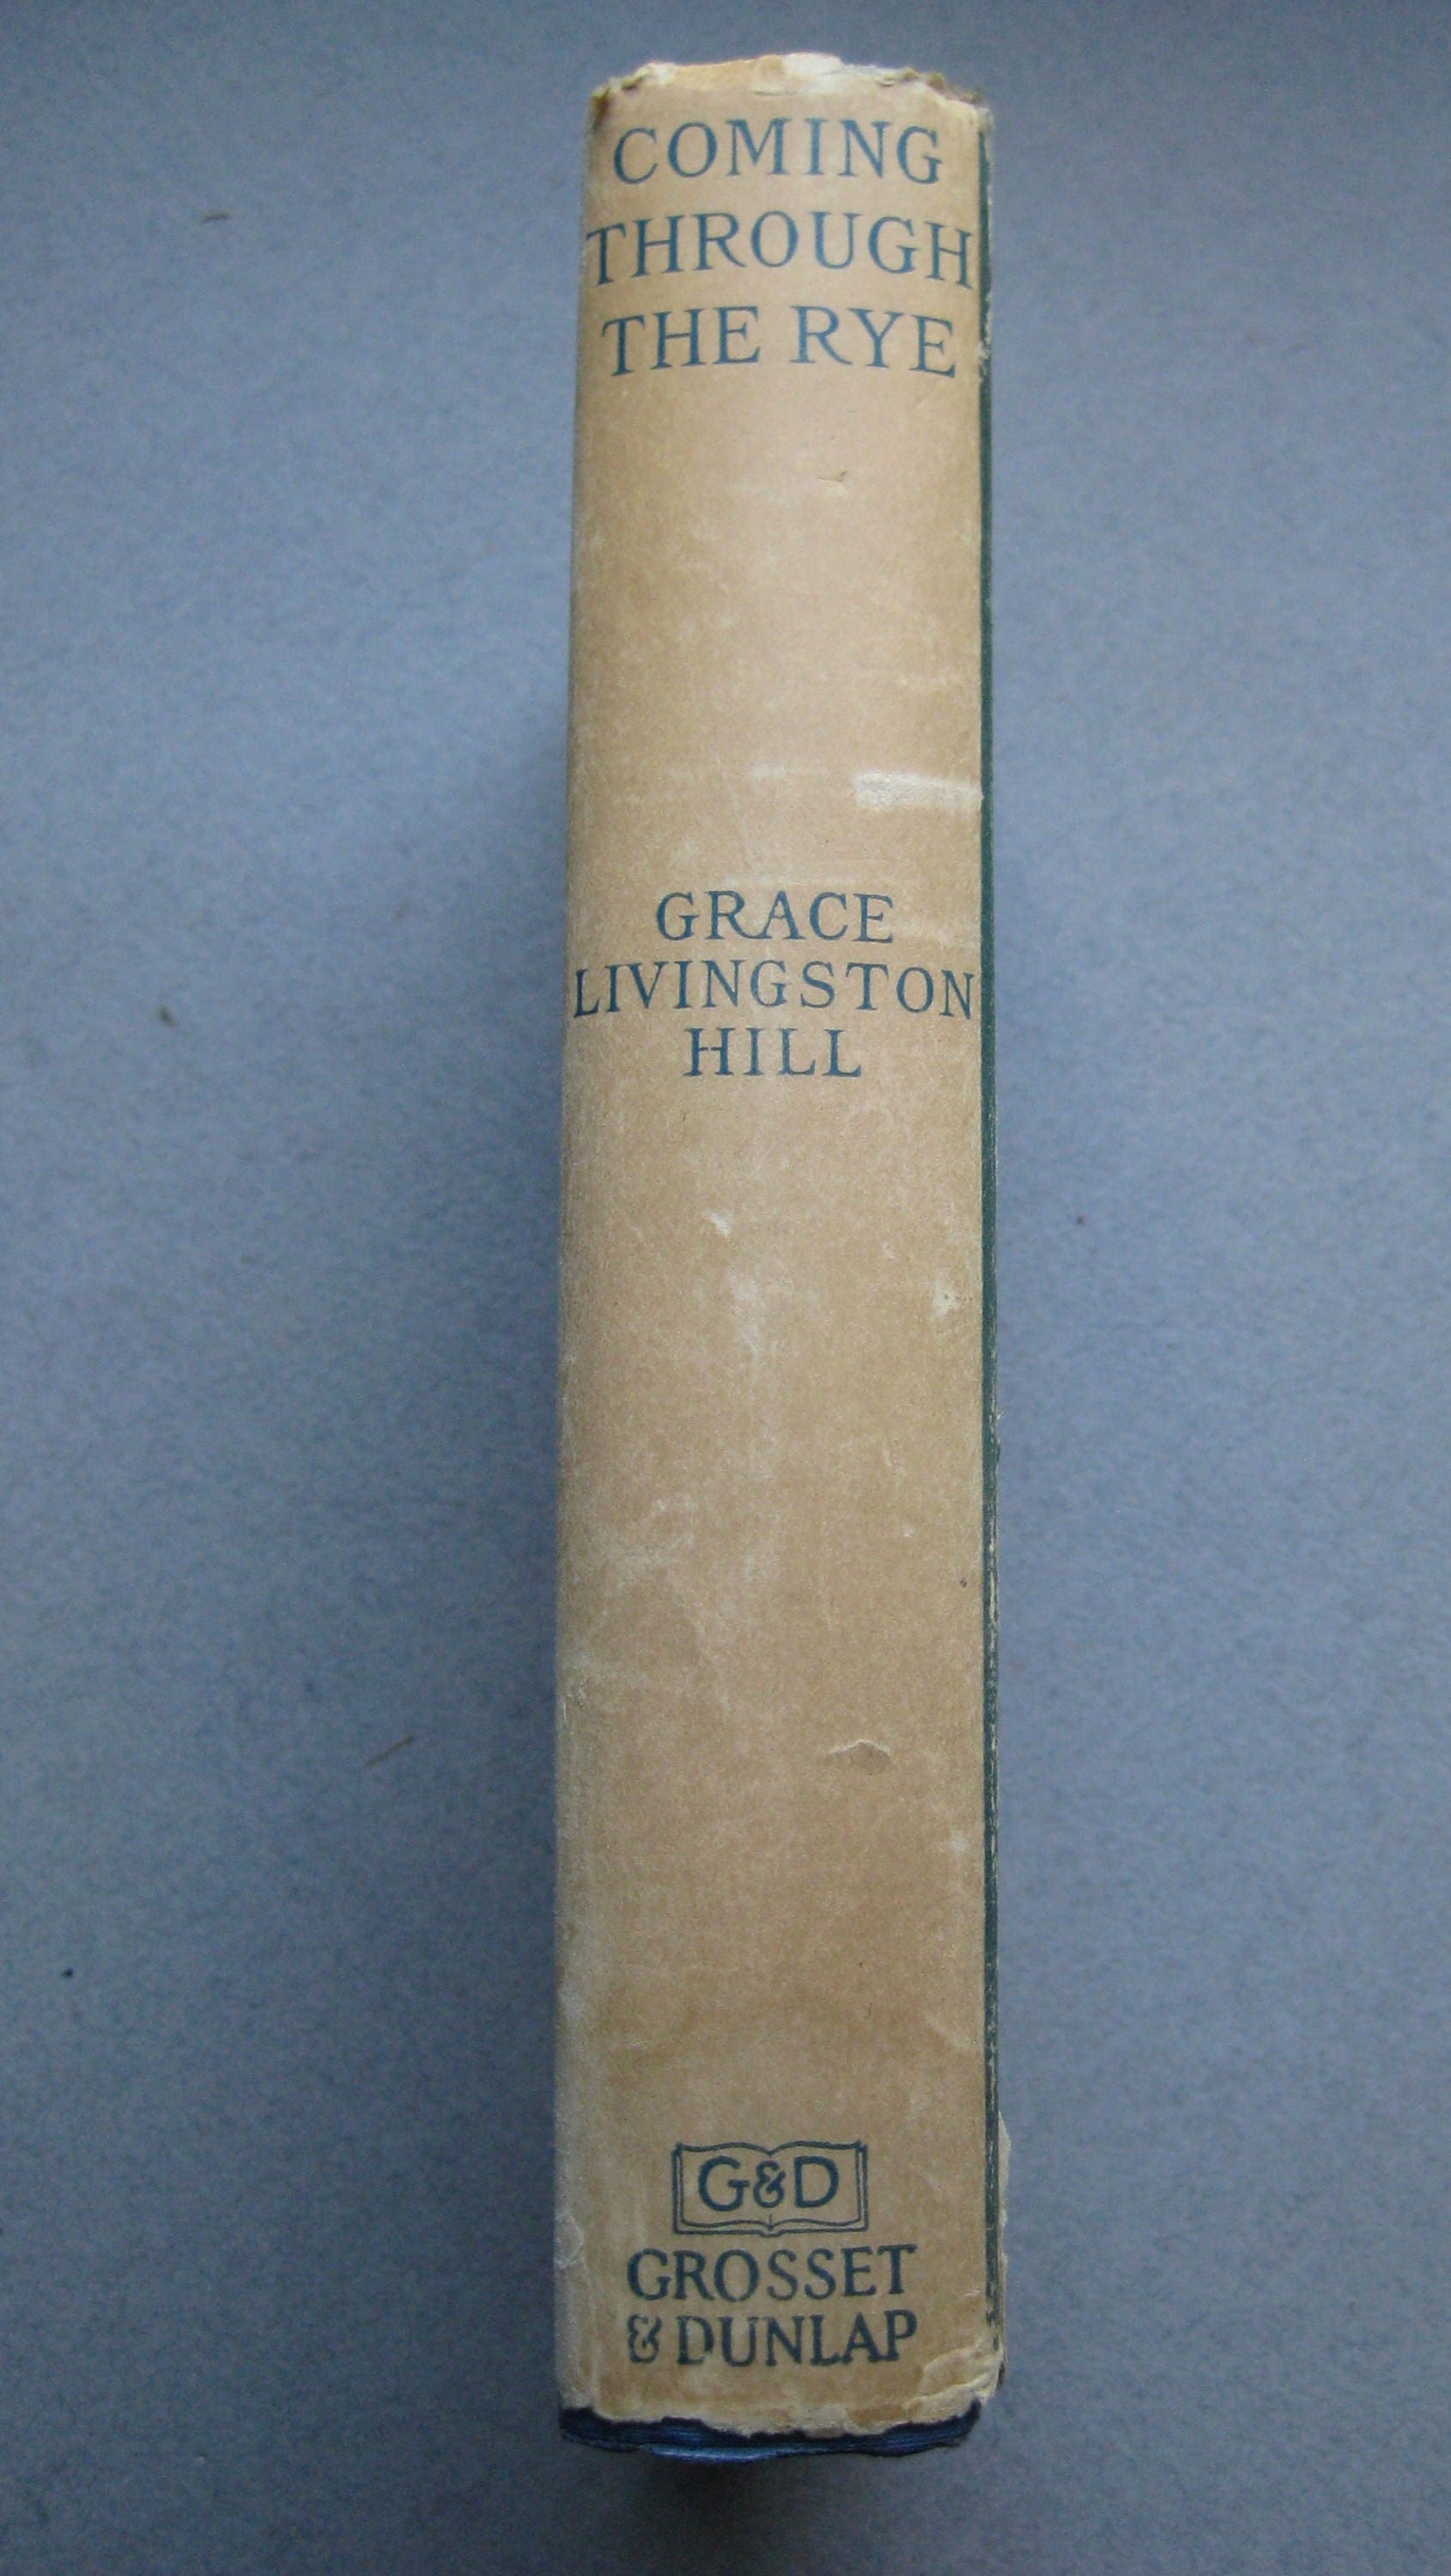 COMING
THROUGH
THE RYE
GRACE
LIVINGSTON
HILL
G&D
GROSSET
& DUNLAP